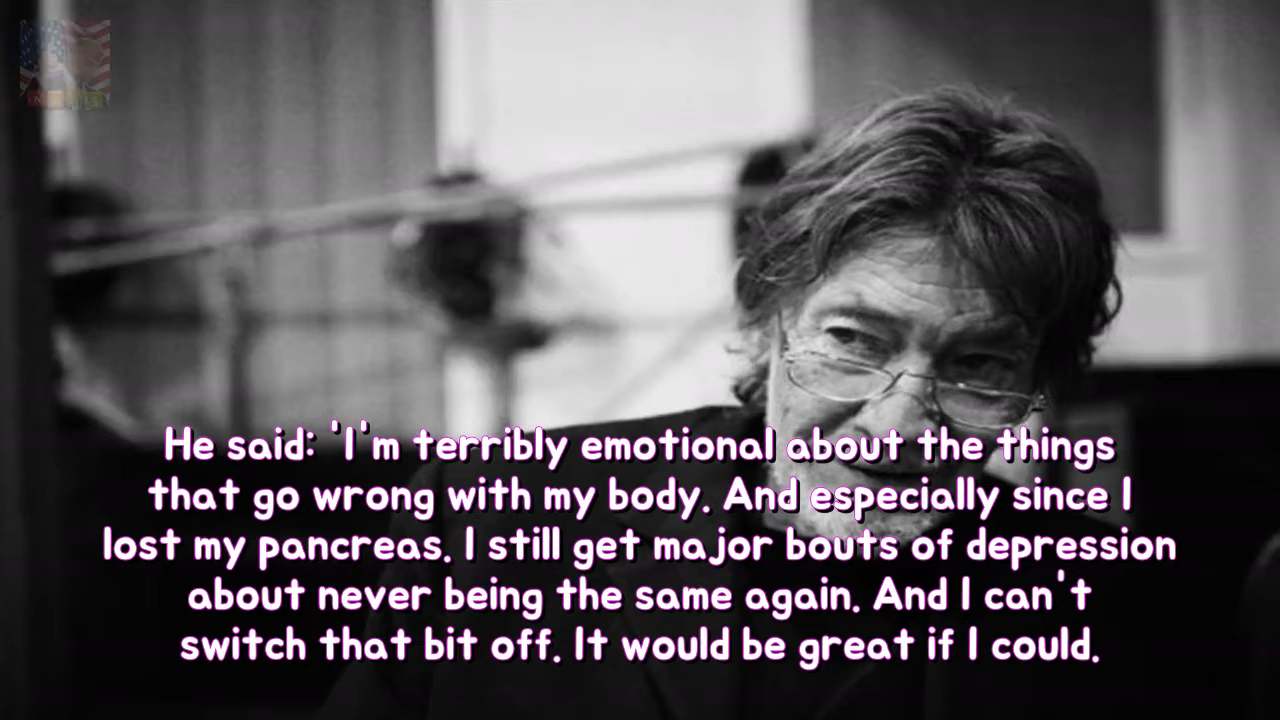 He said: 'I'm terribly emotional about the things
that go wrong with my body. And especially since I
lost my pancreas. I still get major bouts of depression
about never being the same again. And I can't
switch that bit off. It would be great if I could.